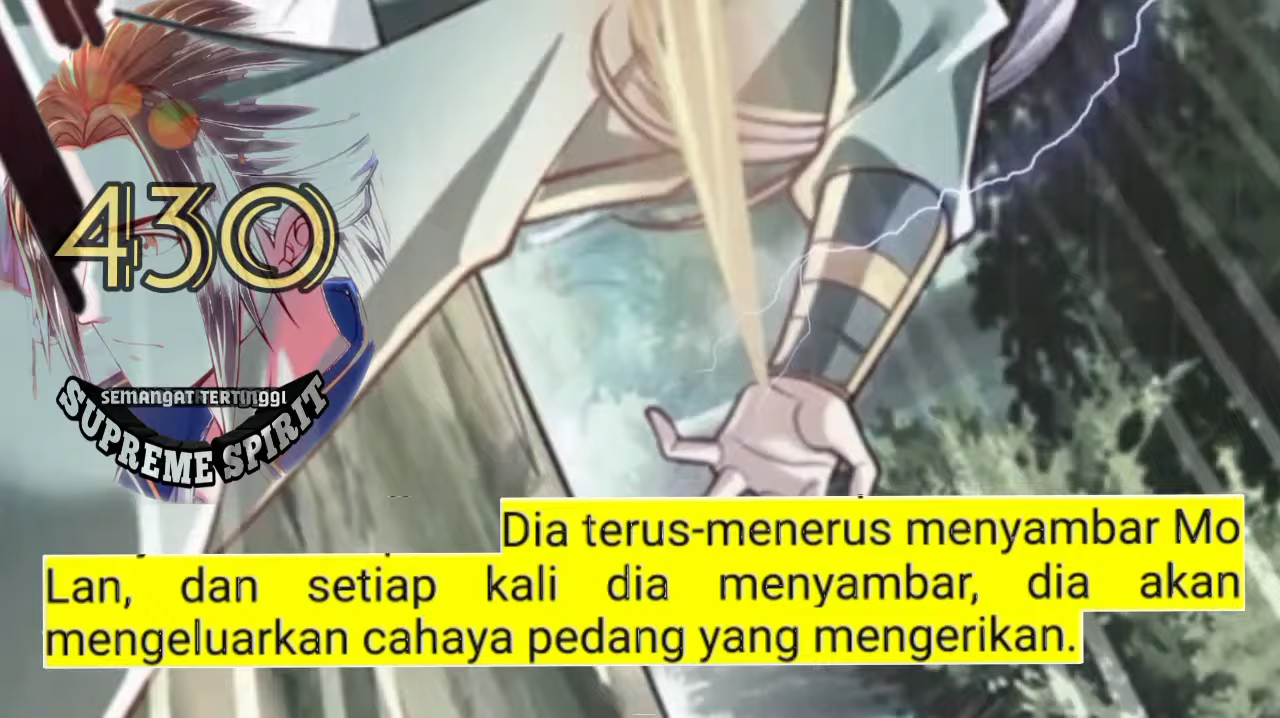 430
SEMANGAT TERTINGGI
SUPREME SPIRIT
Dia terus-menerus menyambar Mo
Lan, dan setiap kali dia menyambar, dia akan
mengeluarkan cahaya pedang yang mengerikan.